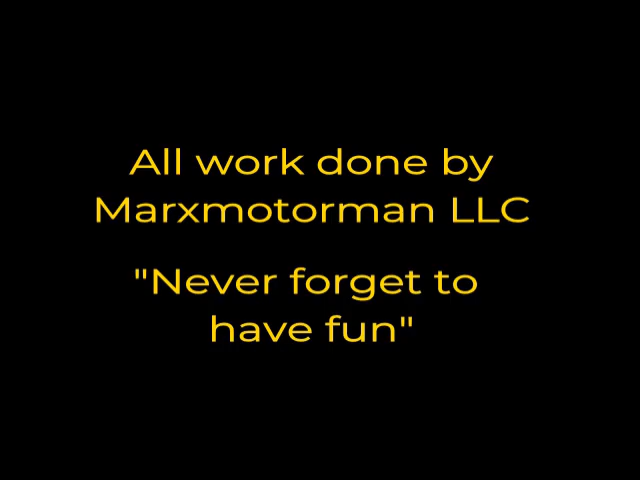 All work done by
Marxmotorman LLC
"Never forget to
have fun"